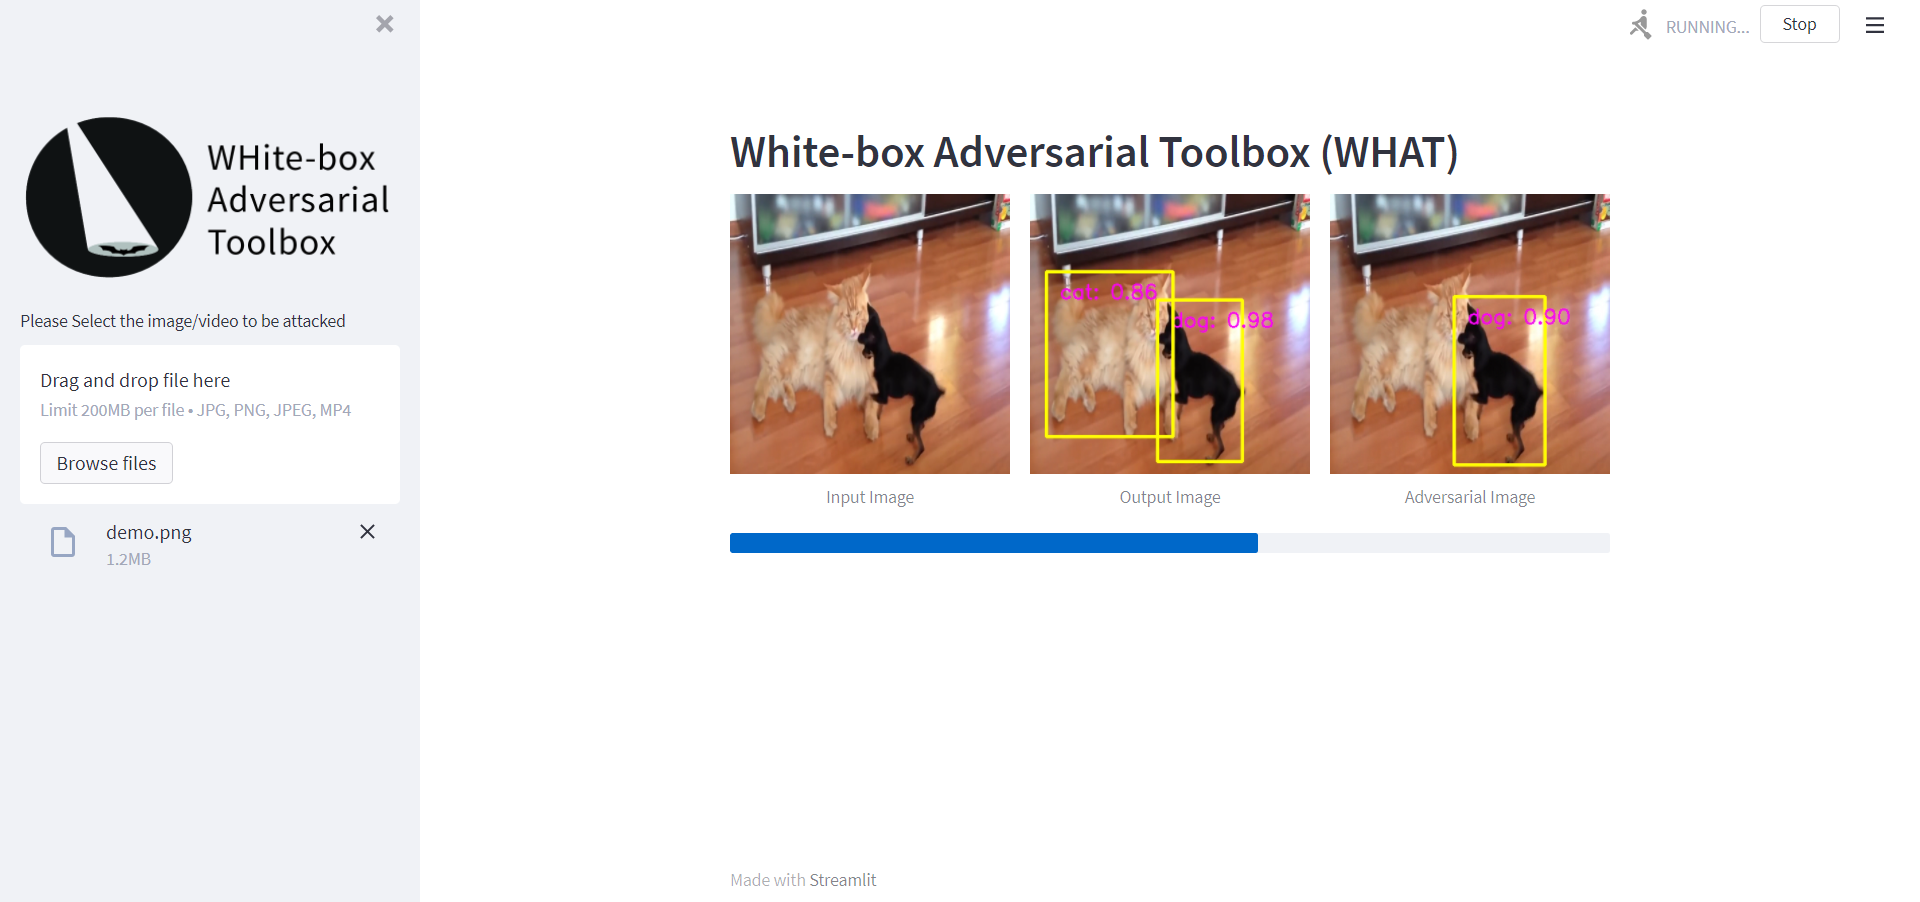 WHite-box
Adversarial
Toolbox
Please Select the image/video to be attacked
Drag and drop file here
Limit 200MB per file • JPG, PNG, JPEG, MP4
Browse files
demo.png
1.2MB
RUNNING...
Stop
White-box Adversarial Toolbox (WHAT)
cat: 0.86
dog: 0.98
dog: 0.90
Input Image
Output Image
Adversarial Image
Made with Streamlit